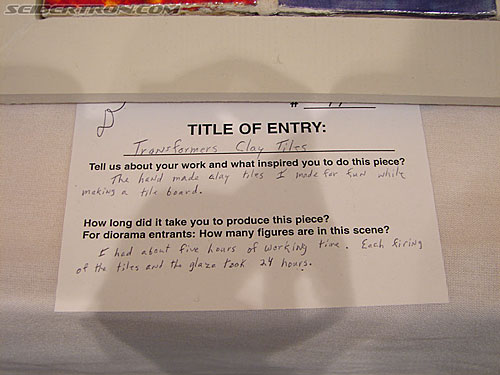 SEIBERTRON.COM
D
#
TITLE OF ENTRY:
Transformers Clay Tiles
Tell us about your work and what inspired you to do this piece?
The hand made clay tiles I made for fun while
making a tile board.
How long did it take you to produce this piece?
For diorama entrants: How many figures are in this scene?
I had about five hours of working time. Each firing
of the tiles and the glaze took 24 hours.